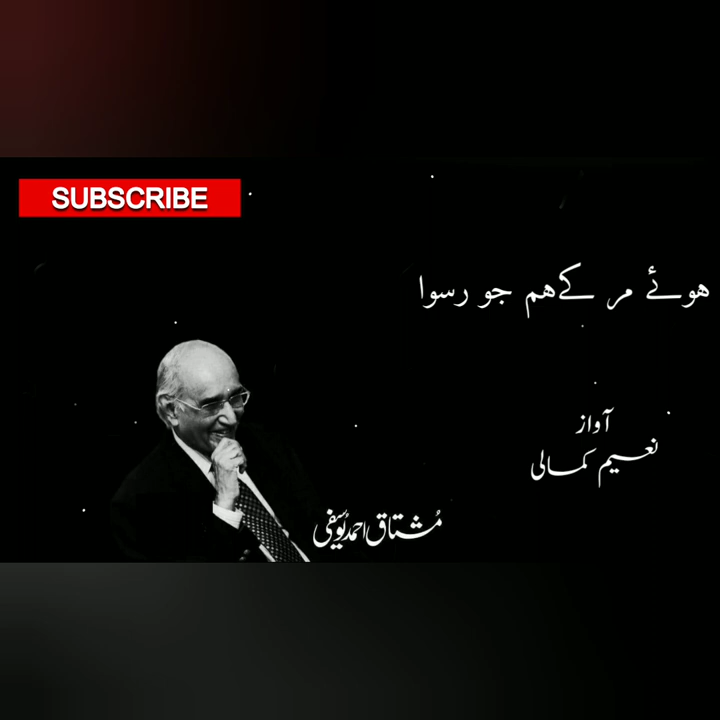 SUBSCRIBE
ہوئے مر کے ہم جو رسوا
آواز
نعیم کمالی
مُشتاق احمد یُوسفی